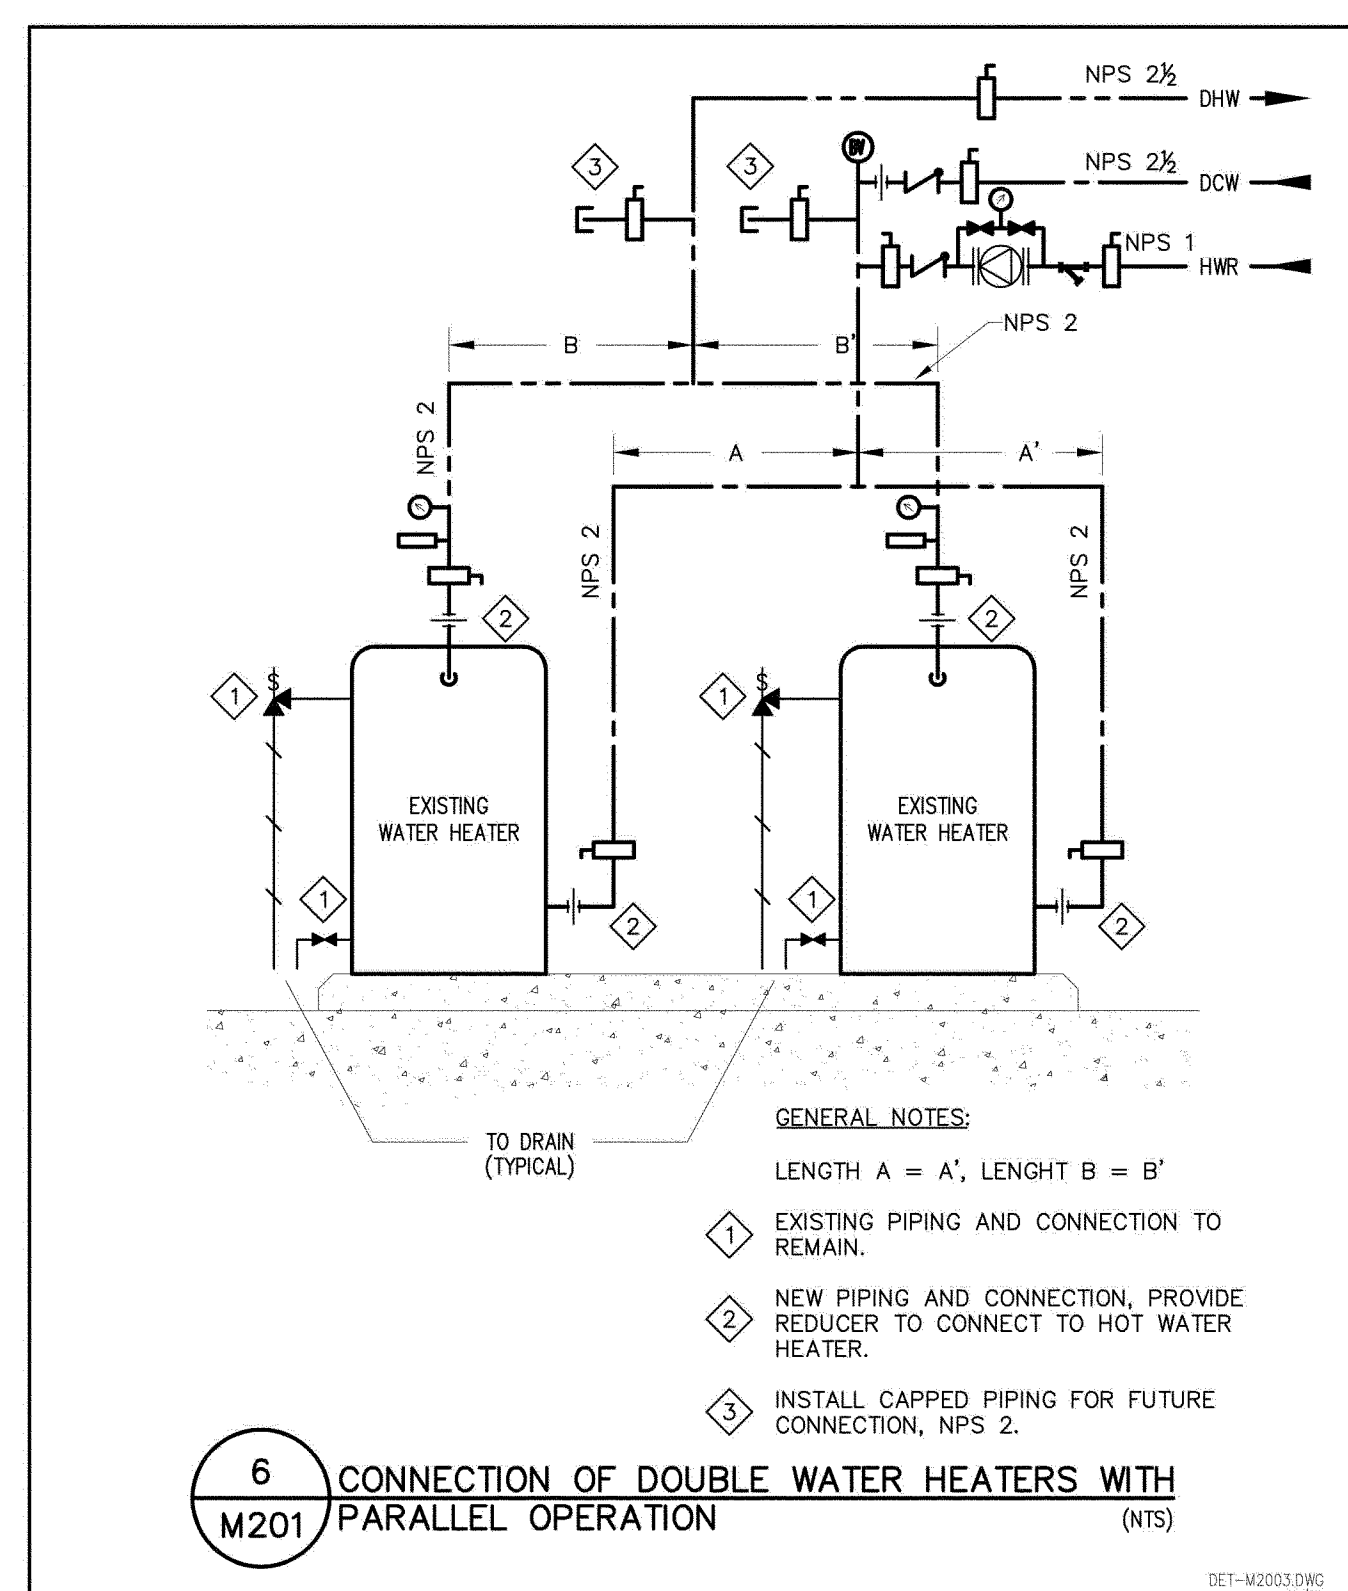 NPS 2½
DHW
3
3
BV
NPS 2½
DCW
NPS 1
HWR
NPS 2
B
B'
NPS 2
A
A'
NPS 2
NPS 2
2
2
1
S
1
S
EXISTING
WATER HEATER
EXISTING
WATER HEATER
1
1
2
2
TO DRAIN
(TYPICAL)
GENERAL NOTES:
LENGTH A = A', LENGHT B = B'
1 EXISTING PIPING AND CONNECTION TO
REMAIN.
2 NEW PIPING AND CONNECTION, PROVIDE
REDUCER TO CONNECT TO HOT WATER
HEATER.
3 INSTALL CAPPED PIPING FOR FUTURE
CONNECTION, NPS 2.
6
M201
CONNECTION OF DOUBLE WATER HEATERS WITH
PARALLEL OPERATION
(NTS)
DET-M2003.DWG